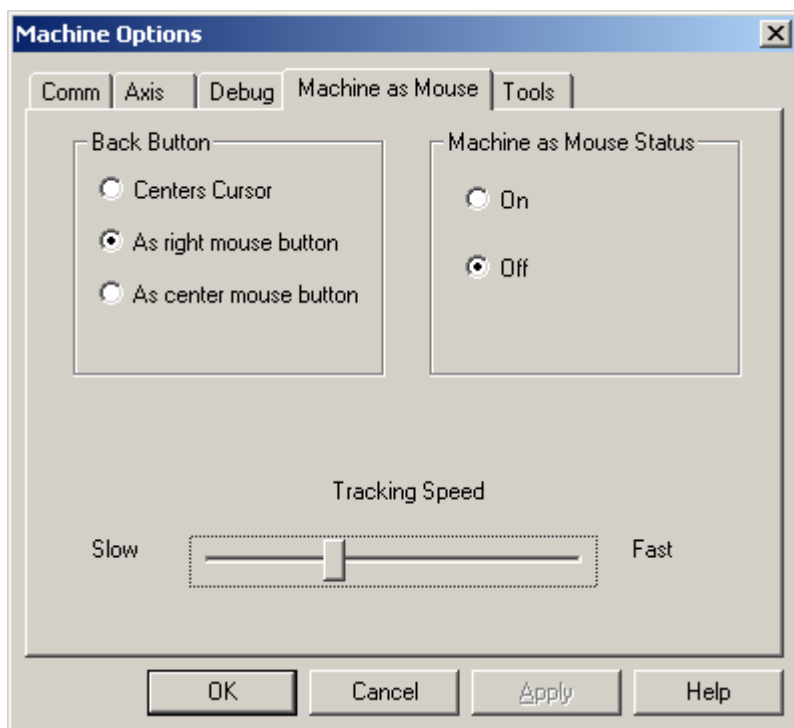 Machine Options
Comm Axis Debug Machine as Mouse Tools
Back Button
Centers Cursor
As right mouse button
As center mouse button
Machine as Mouse Status
On
Off
Tracking Speed
Slow Fast
OK Cancel Apply Help